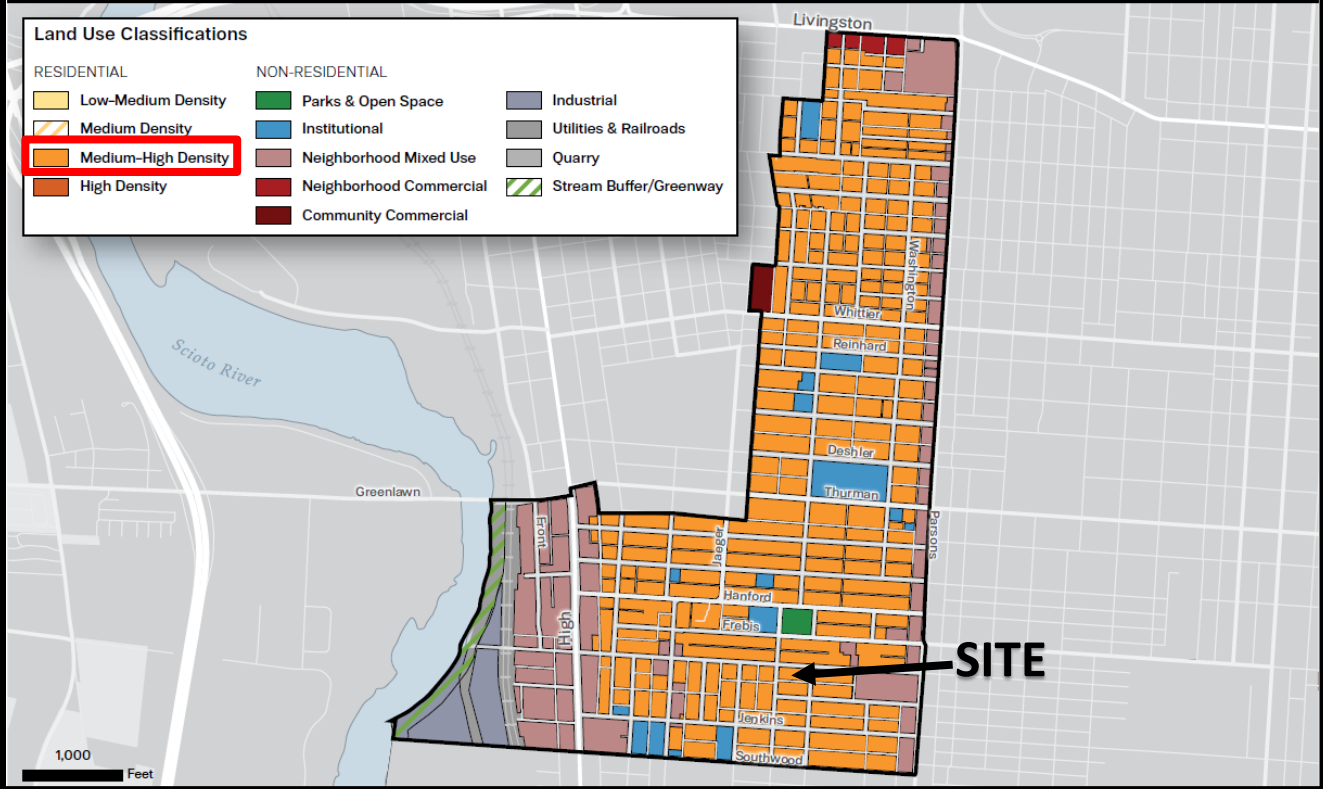 Land Use Classifications
RESIDENTIAL
Low-Medium Density
Medium Density
Medium-High Density
High Density
NON-RESIDENTIAL
Parks & Open Space
Institutional
Neighborhood Mixed Use
Neighborhood Commercial
Community Commercial
Industrial
Utilities & Railroads
Quarry
Stream Buffer/Greenway
Livingston
Washington
Whittier
Reinhard
Scioto River
Deshler
Thurman
Greenlawn
Front
Jaeger
Parsons
Hanford
High
Frebis
SITE
Jenkins
Southwood
1,000
Feet